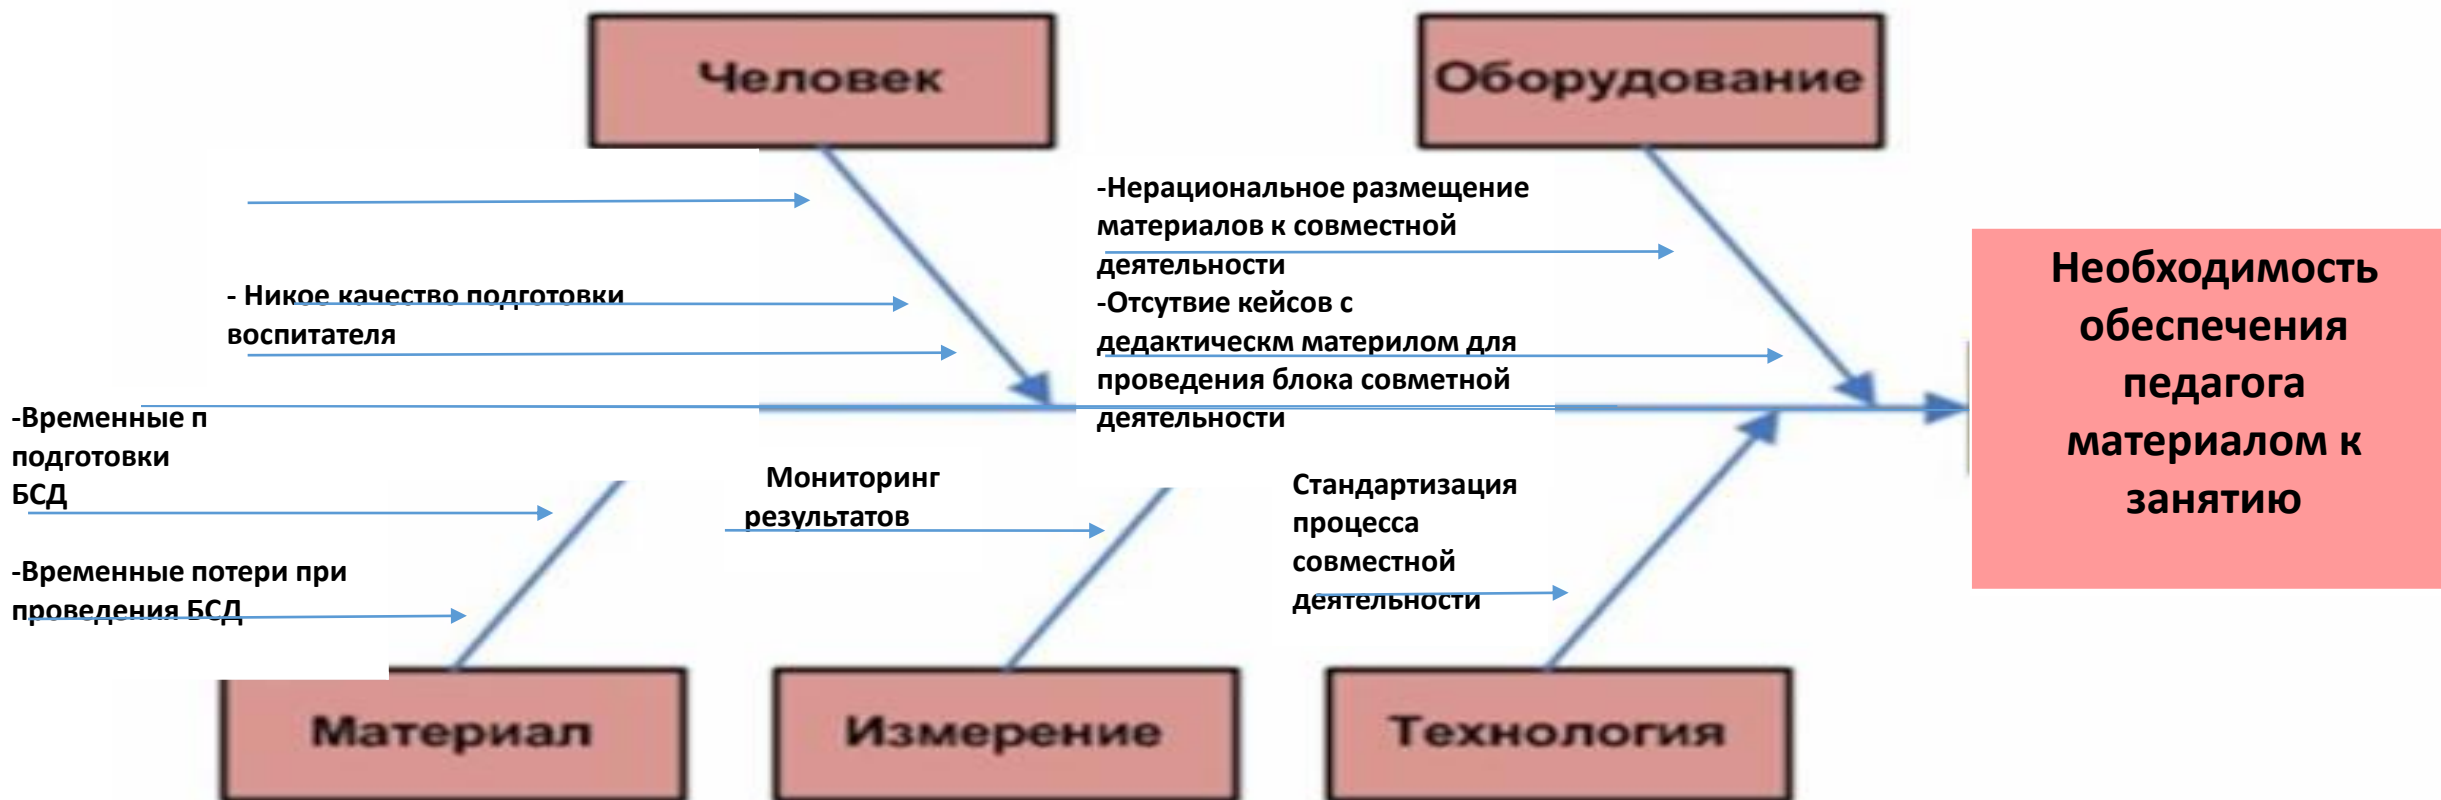 Человек
Оборудование
-Нерациональное размещение
материалов к совместной
деятельности
-Отсутвие кейсов с
дедактическм материлом для
проведения блока совметной
деятельности
- Никое качество подготовки
воспитателя
Необходимость
обеспечения
педагога
материалом к
занятию
-Временные п
подготовки
БСД
-Временные потери при
проведения БСД
Мониторинг
результатов
Стандартизация
процесса
совместной
деятельности
Материал
Измерение
Технология